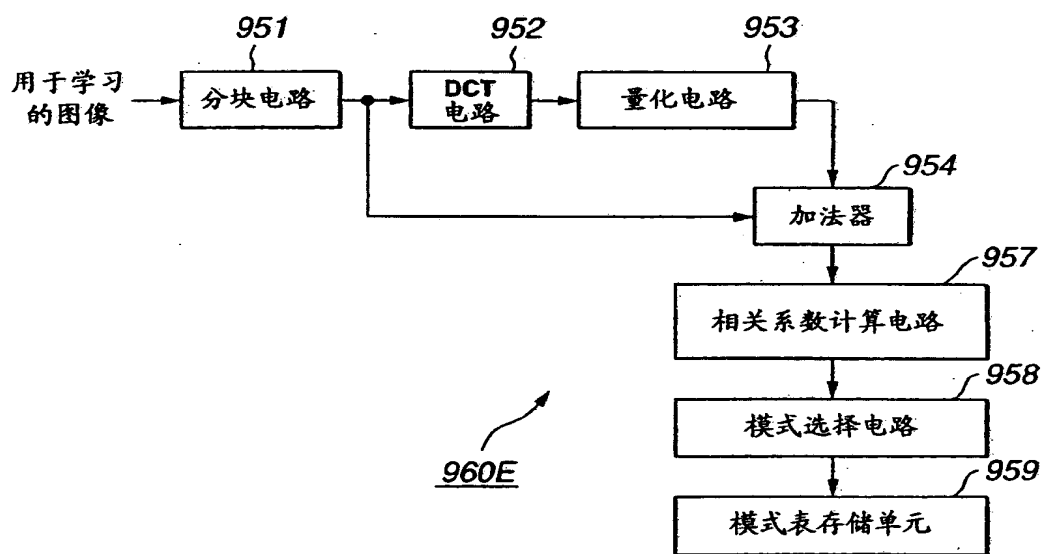 951
952
953
用于学习
的图像
分块电路
DCT
电路
量化电路
954
加法器
957
相关系数计算电路
958
模式选择电路
960E
959
模式表存储单元